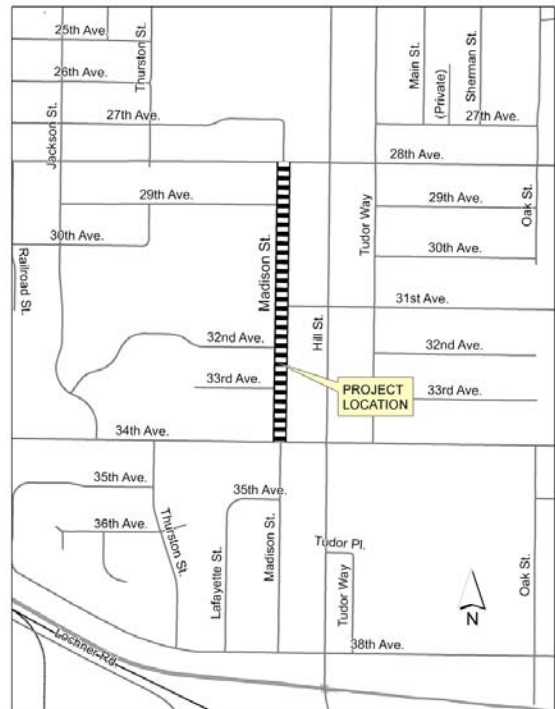 25th Ave.
Thurston St.
Main St.
(Private)
Sherman St.
26th Ave.
27th Ave.
27th Ave.
Jackson St.
28th Ave.
29th Ave.
29th Ave.
Oak St.
Tudor Way
30th Ave.
30th Ave.
Railroad St.
Madison St.
31st Ave.
Hill St.
32nd Ave.
32nd Ave.
33rd Ave.
PROJECT
LOCATION
33rd Ave.
34th Ave.
35th Ave.
35th Ave.
36th Ave.
Thurston St.
Lafayette St.
Madison St.
Tudor Pl.
Tudor Way
Oak St.
N
38th Ave.
Lochner Rd.